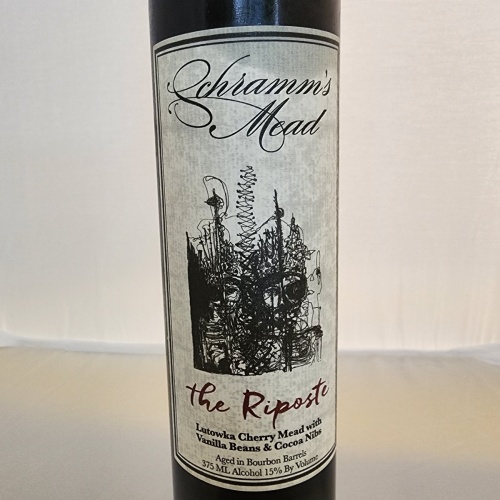 Schramm's
Mead
the Riposte
Lutowka Cherry Mead with
Vanilla Beans & Cocoa Nibs
Aged in Bourbon Barrels
375 ML Alcohol 15% By Volume